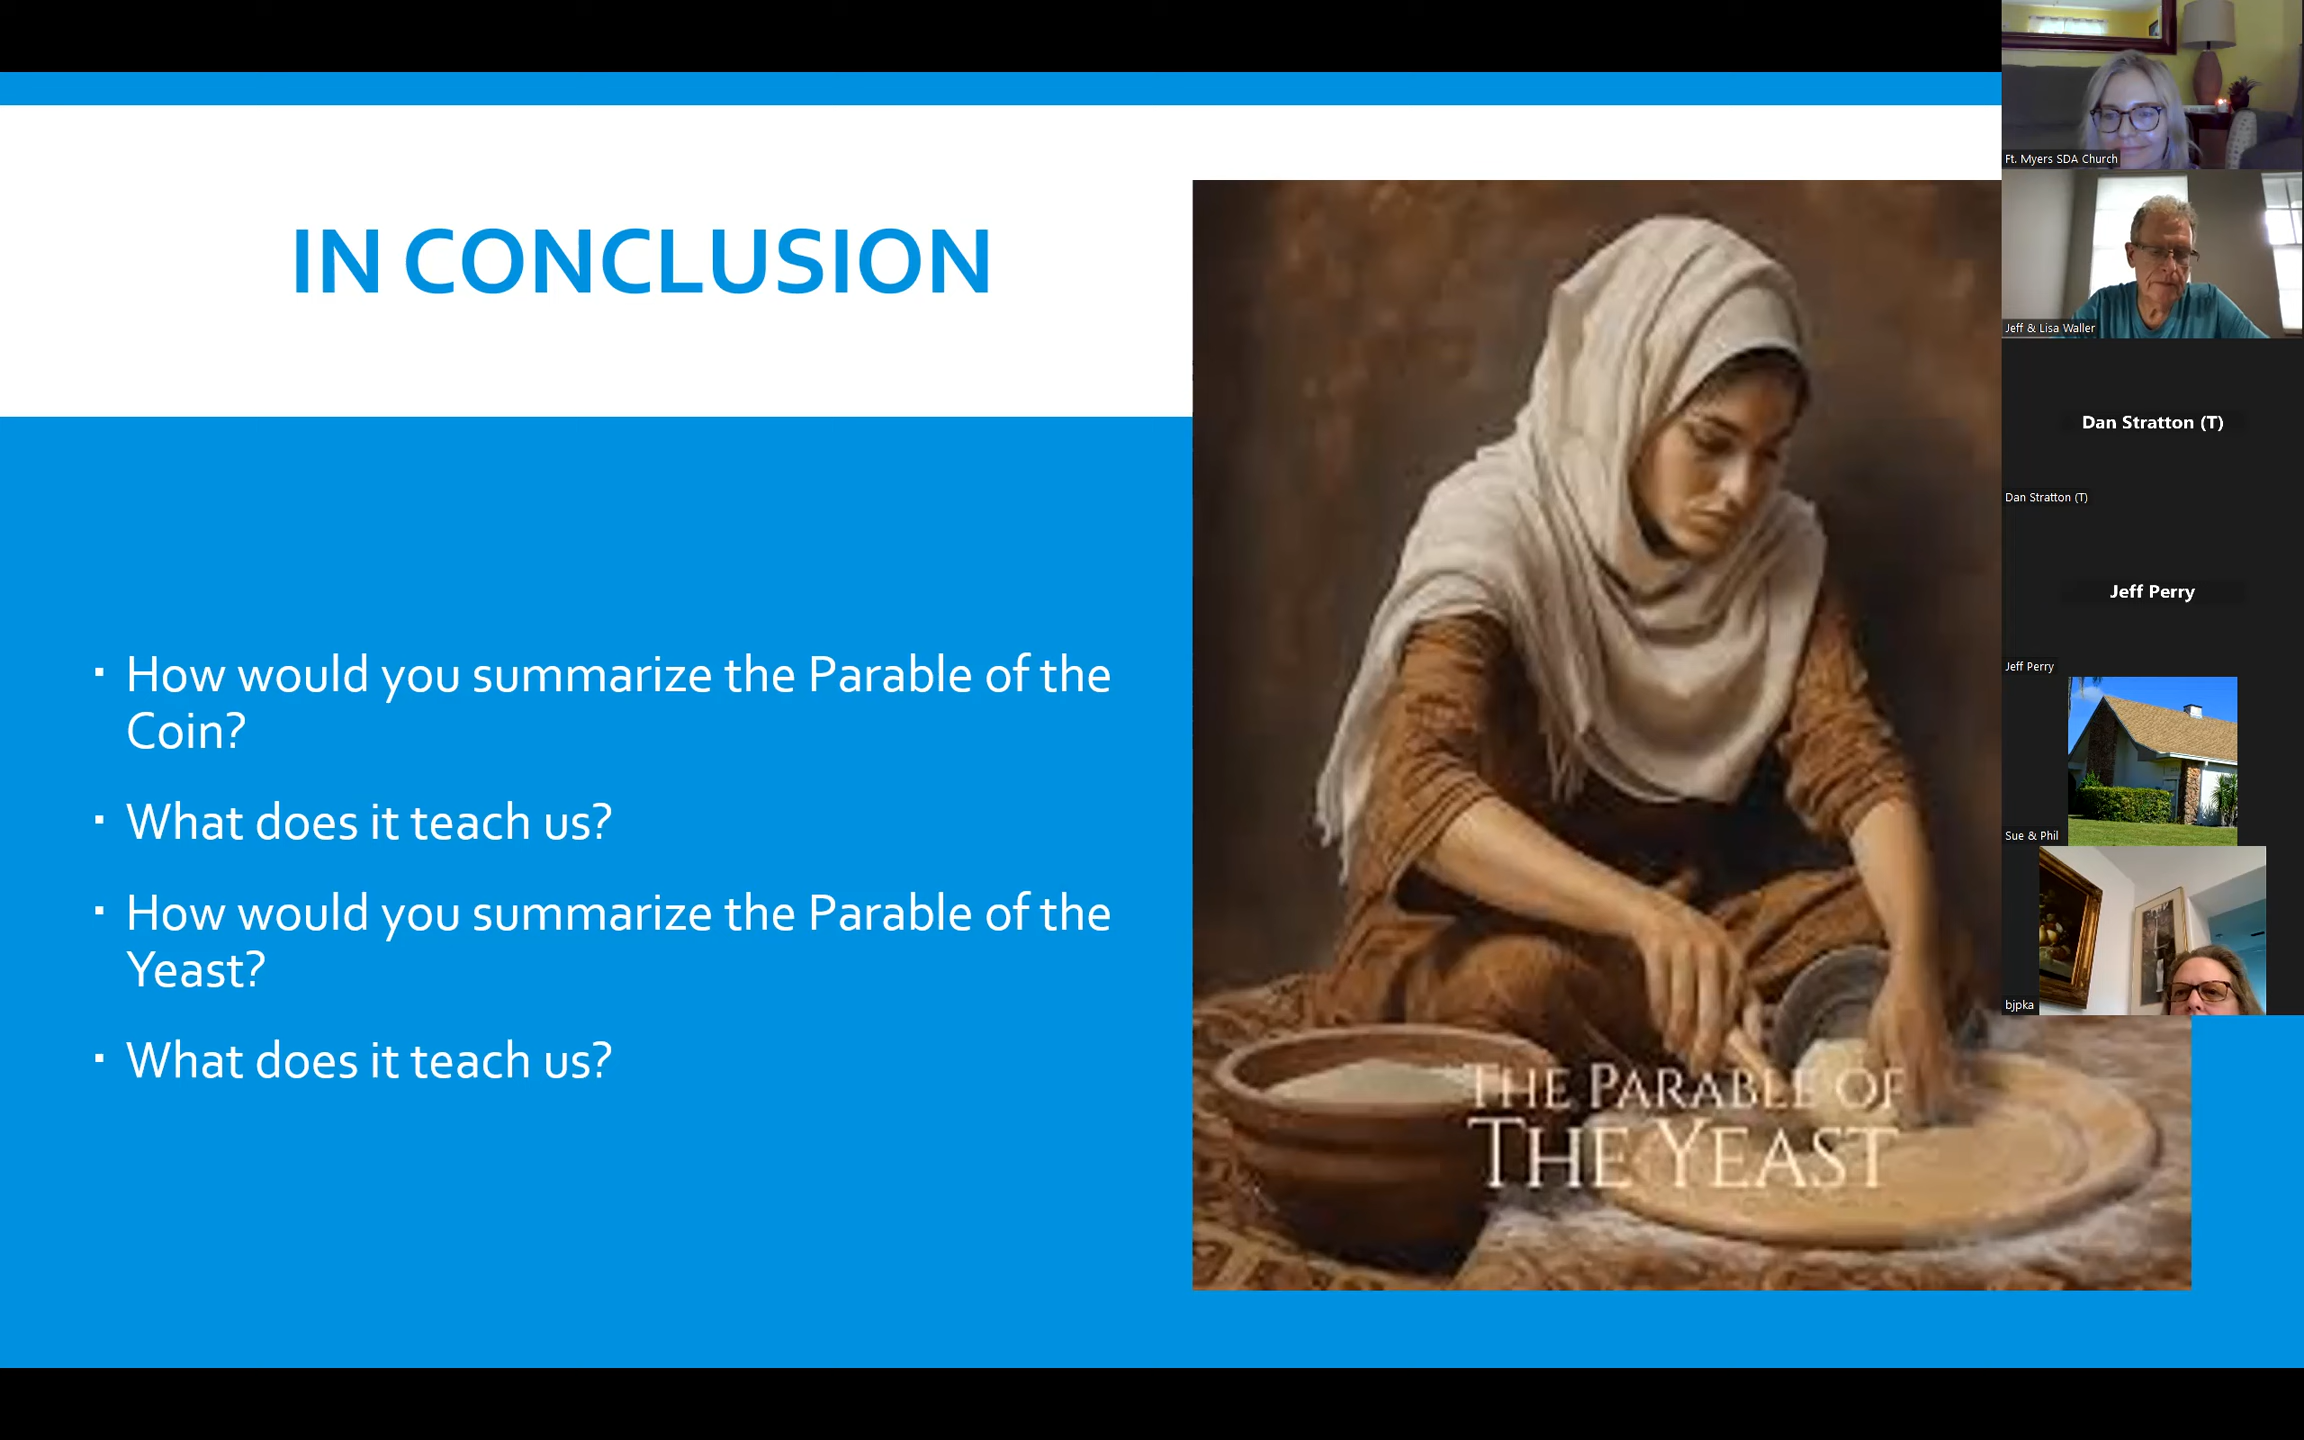 IN CONCLUSION
▪ How would you summarize the Parable of the
Coin?
▪ What does it teach us?
▪ How would you summarize the Parable of the
Yeast?
▪ What does it teach us?
THE PARABLE OF
THE YEAST
Ft. Myers SDA Church
Jeff & Lisa Waller
Dan Stratton (T)
Dan Stratton (T)
Jeff Perry
Jeff Perry
Sue & Phil
bjpka